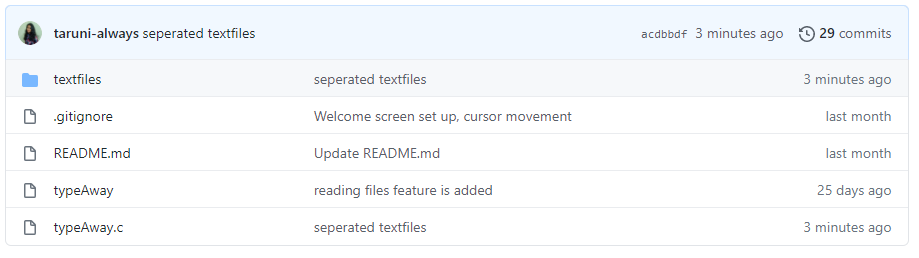 taruni-always seperated textfiles acdbbdf 3 minutes ago 29 commits
textfiles seperated textfiles 3 minutes ago
.gitignore Welcome screen set up, cursor movement last month
README.md Update README.md last month
typeAway reading files feature is added 25 days ago
typeAway.c seperated textfiles 3 minutes ago